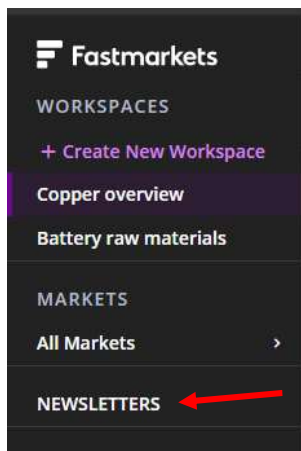 Fastmarkets
WORKSPACES
+ Create New Workspace
Copper overview
Battery raw materials
MARKETS
All Markets
NEWSLETTERS